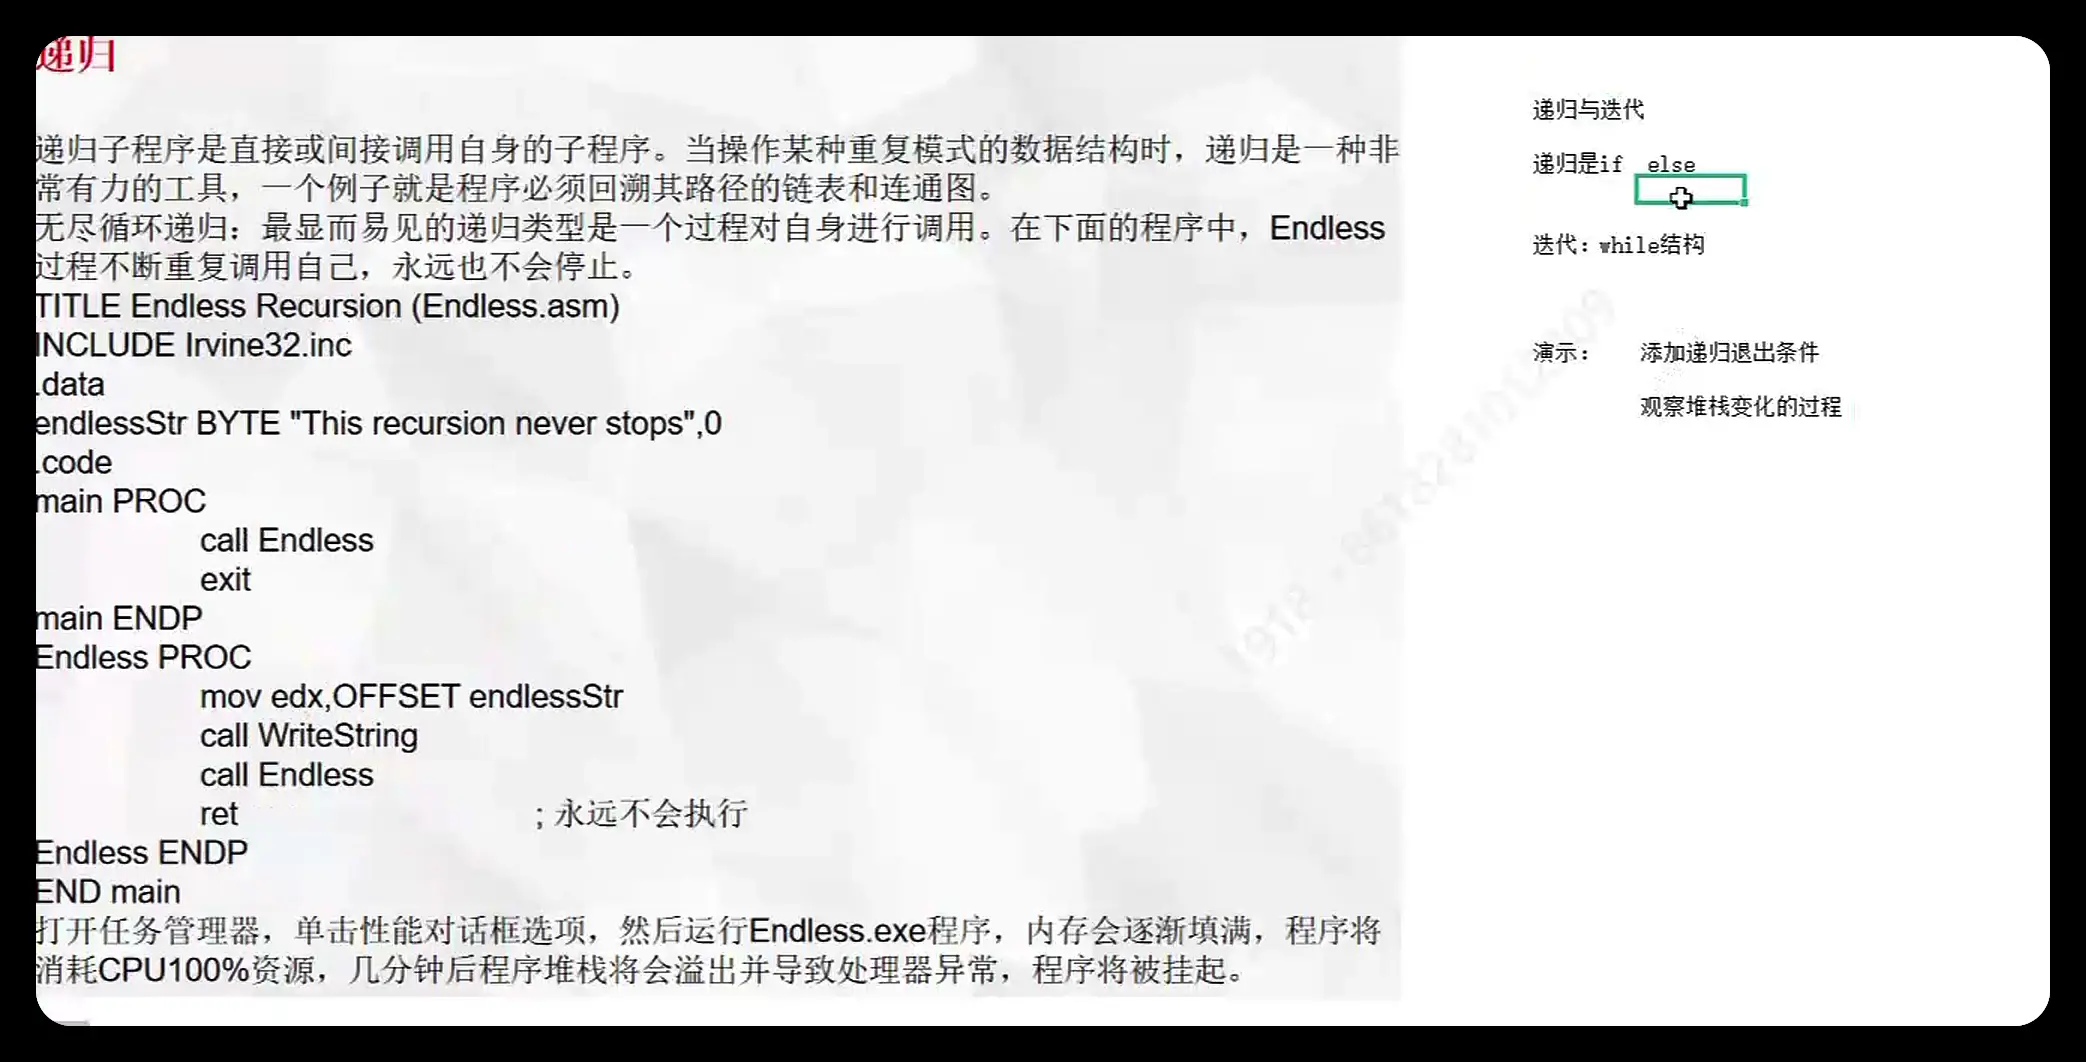 递归
递归子程序是直接或间接调用自身的子程序。当操作某种重复模式的数据结构时，递归是一种非
常有力的工具，一个例子就是程序必须回溯其路径的链表和连通图。
无尽循环递归：最显而易见的递归类型是一个过程对自身进行调用。在下面的程序中，Endless
过程不断重复调用自己，永远也不会停止。
TITLE Endless Recursion (Endless.asm)
INCLUDE Irvine32.inc
.data
endlessStr BYTE "This recursion never stops",0
.code
main PROC
call Endless
exit
main ENDP
Endless PROC
mov edx,OFFSET endlessStr
call WriteString
call Endless
ret ; 永远不会执行
Endless ENDP
END main
打开任务管理器，单击性能对话框选项，然后运行Endless.exe程序，内存会逐渐填满，程序将
消耗CPU100%资源，几分钟后程序堆栈将会溢出并导致处理器异常，程序将被挂起。
递归与迭代
递归是if else
迭代：while结构
演示： 添加递归退出条件
观察堆栈变化的过程